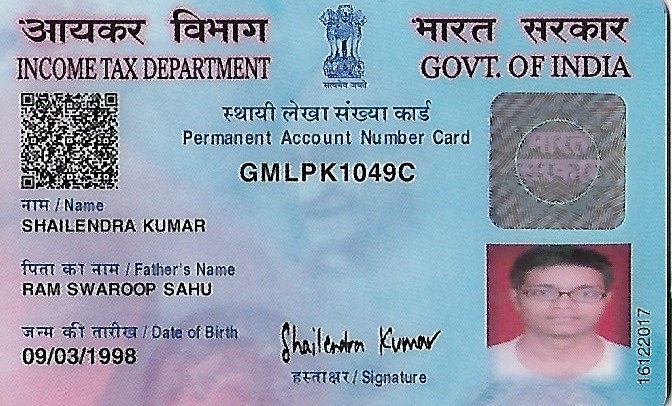 आयकर विभाग
INCOME TAX DEPARTMENT
सत्यमेव जयते
भारत सरकार
GOVT. OF INDIA
स्थायी लेखा संख्या कार्ड
Permanent Account Number Card
GMLPK1049C
भारत
सरकार
नाम / Name
SHAILENDRA KUMAR
पिता का नाम / Father's Name
RAM SWAROOP SAHU
जन्म की तारीख / Date of Birth
09/03/1998
Shailendra Kumar
हस्ताक्षर / Signature
16122017